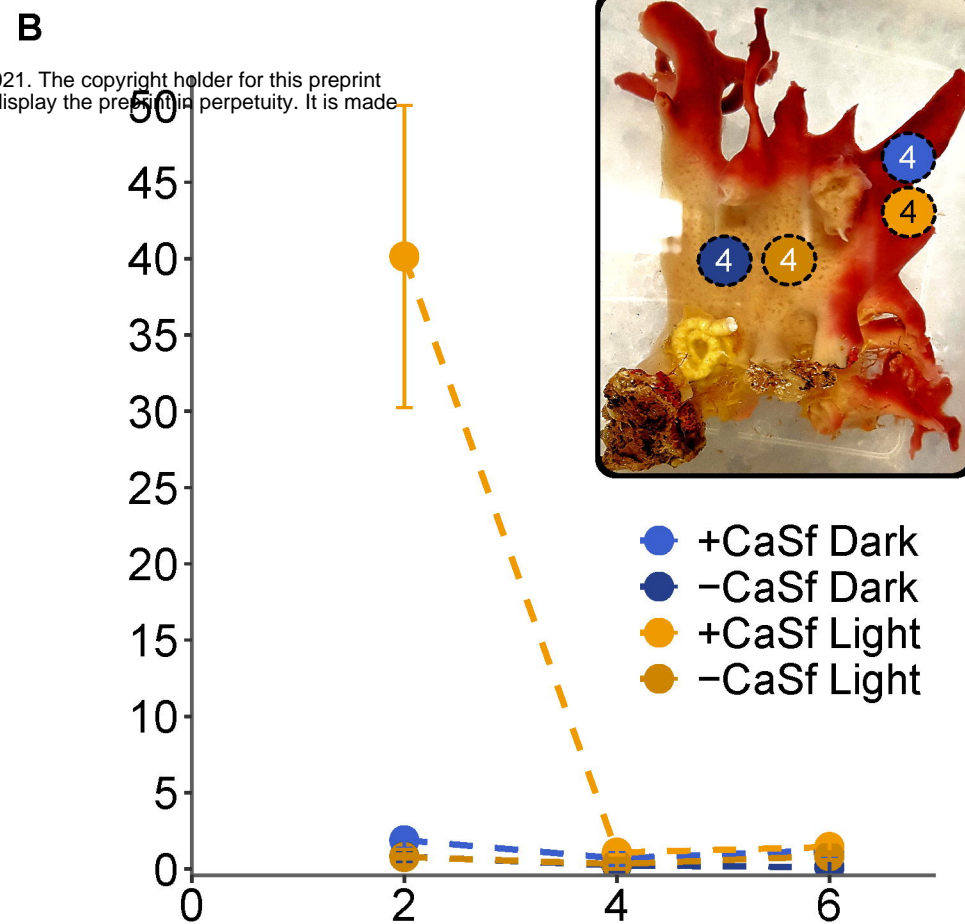 B
021. The copyright holder for this preprint
display the preprint in perpetuity. It is made
50
45
40
35
30
25
20
15
10
5
0
0 2 4 6
4
4
4 4
+CaSf Dark
−CaSf Dark
+CaSf Light
−CaSf Light